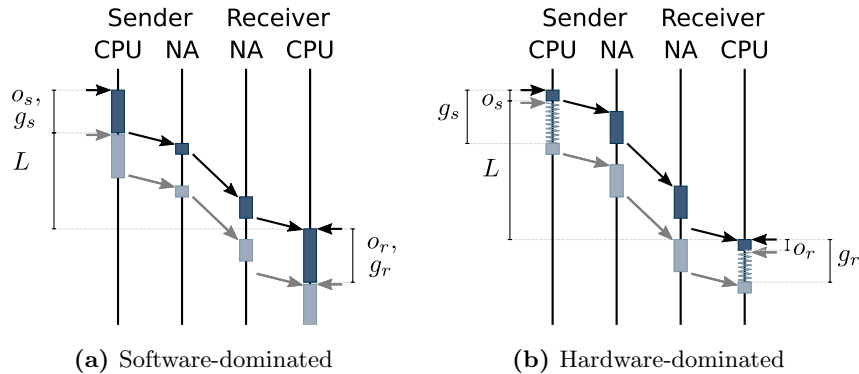 Sender Receiver
CPU NA NA CPU
o_s,
g_s
L
o_r,
g_r
(a) Software-dominated
Sender Receiver
CPU NA NA CPU
g_s
o_s
L
o_r
g_r
(b) Hardware-dominated